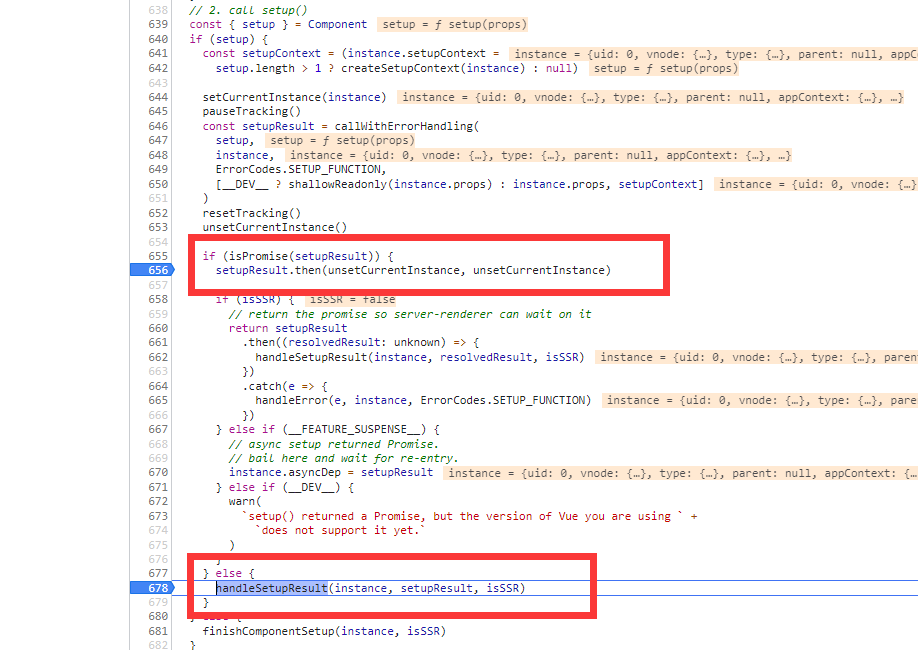 638 // 2. call setup()
639 const { setup } = Component setup = ƒ setup(props)
640 if (setup) {
641 const setupContext = (instance.setupContext = instance = {uid: 0, vnode: {…}, type: {…}, parent: null, appC
642 setup.length > 1 ? createSetupContext(instance) : null) setup = ƒ setup(props)
643
644 setCurrentInstance(instance) instance = {uid: 0, vnode: {…}, type: {…}, parent: null, appContext: {…}, …}
645 pauseTracking()
646 const setupResult = callWithErrorHandling(
647 setup, setup = ƒ setup(props)
648 instance, instance = {uid: 0, vnode: {…}, type: {…}, parent: null, appContext: {…}, …}
649 ErrorCodes.SETUP_FUNCTION,
650 [__DEV__ ? shallowReadonly(instance.props) : instance.props, setupContext] instance = {uid: 0, vnode: {…}
651 )
652 resetTracking()
653 unsetCurrentInstance()
654
655 if (isPromise(setupResult)) {
656 setupResult.then(unsetCurrentInstance, unsetCurrentInstance)
657
658 if (isSSR) { isSSR = false
659 // return the promise so server-renderer can wait on it
660 return setupResult
661 .then((resolvedResult: unknown) => {
662 handleSetupResult(instance, resolvedResult, isSSR) instance = {uid: 0, vnode: {…}, type: {…}, paren
663 })
664 .catch(e => {
665 handleError(e, instance, ErrorCodes.SETUP_FUNCTION) instance = {uid: 0, vnode: {…}, type: {…}, pare
666 })
667 } else if (__FEATURE_SUSPENSE__) {
668 // async setup returned Promise.
669 // bail here and wait for re-entry.
670 instance.asyncDep = setupResult instance = {uid: 0, vnode: {…}, type: {…}, parent: null, appContext: {…
671 } else if (__DEV__) {
672 warn(
673 `setup() returned a Promise, but the version of Vue you are using ` +
674 `does not support it yet.`
675 )
676 }
677 } else {
678 handleSetupResult(instance, setupResult, isSSR)
679 }
680 } else {
681 finishComponentSetup(instance, isSSR)
682 }